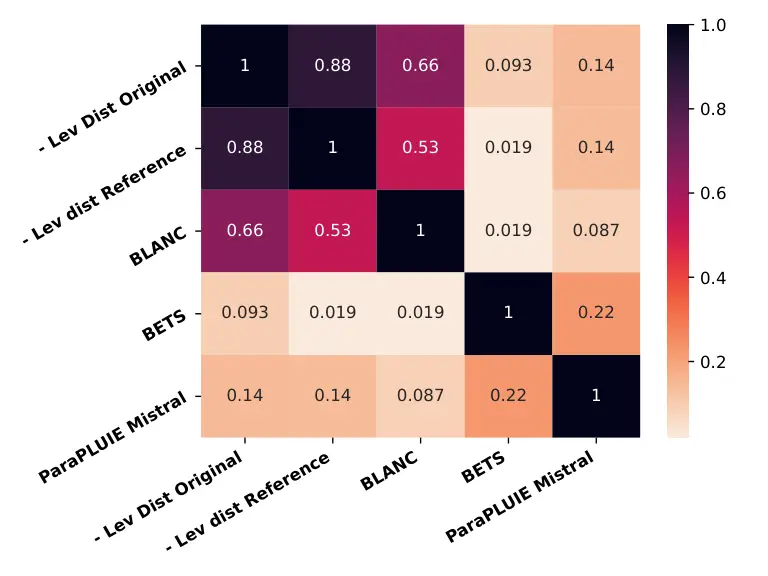 - Lev Dist Original 1 0.88 0.66 0.093 0.14
- Lev dist Reference 0.88 1 0.53 0.019 0.14
BLANC 0.66 0.53 1 0.019 0.087
BETS 0.093 0.019 0.019 1 0.22
ParaPLUIE Mistral 0.14 0.14 0.087 0.22 1
- Lev Dist Original
- Lev dist Reference
BLANC
BETS
ParaPLUIE Mistral
1.0
0.8
0.6
0.4
0.2